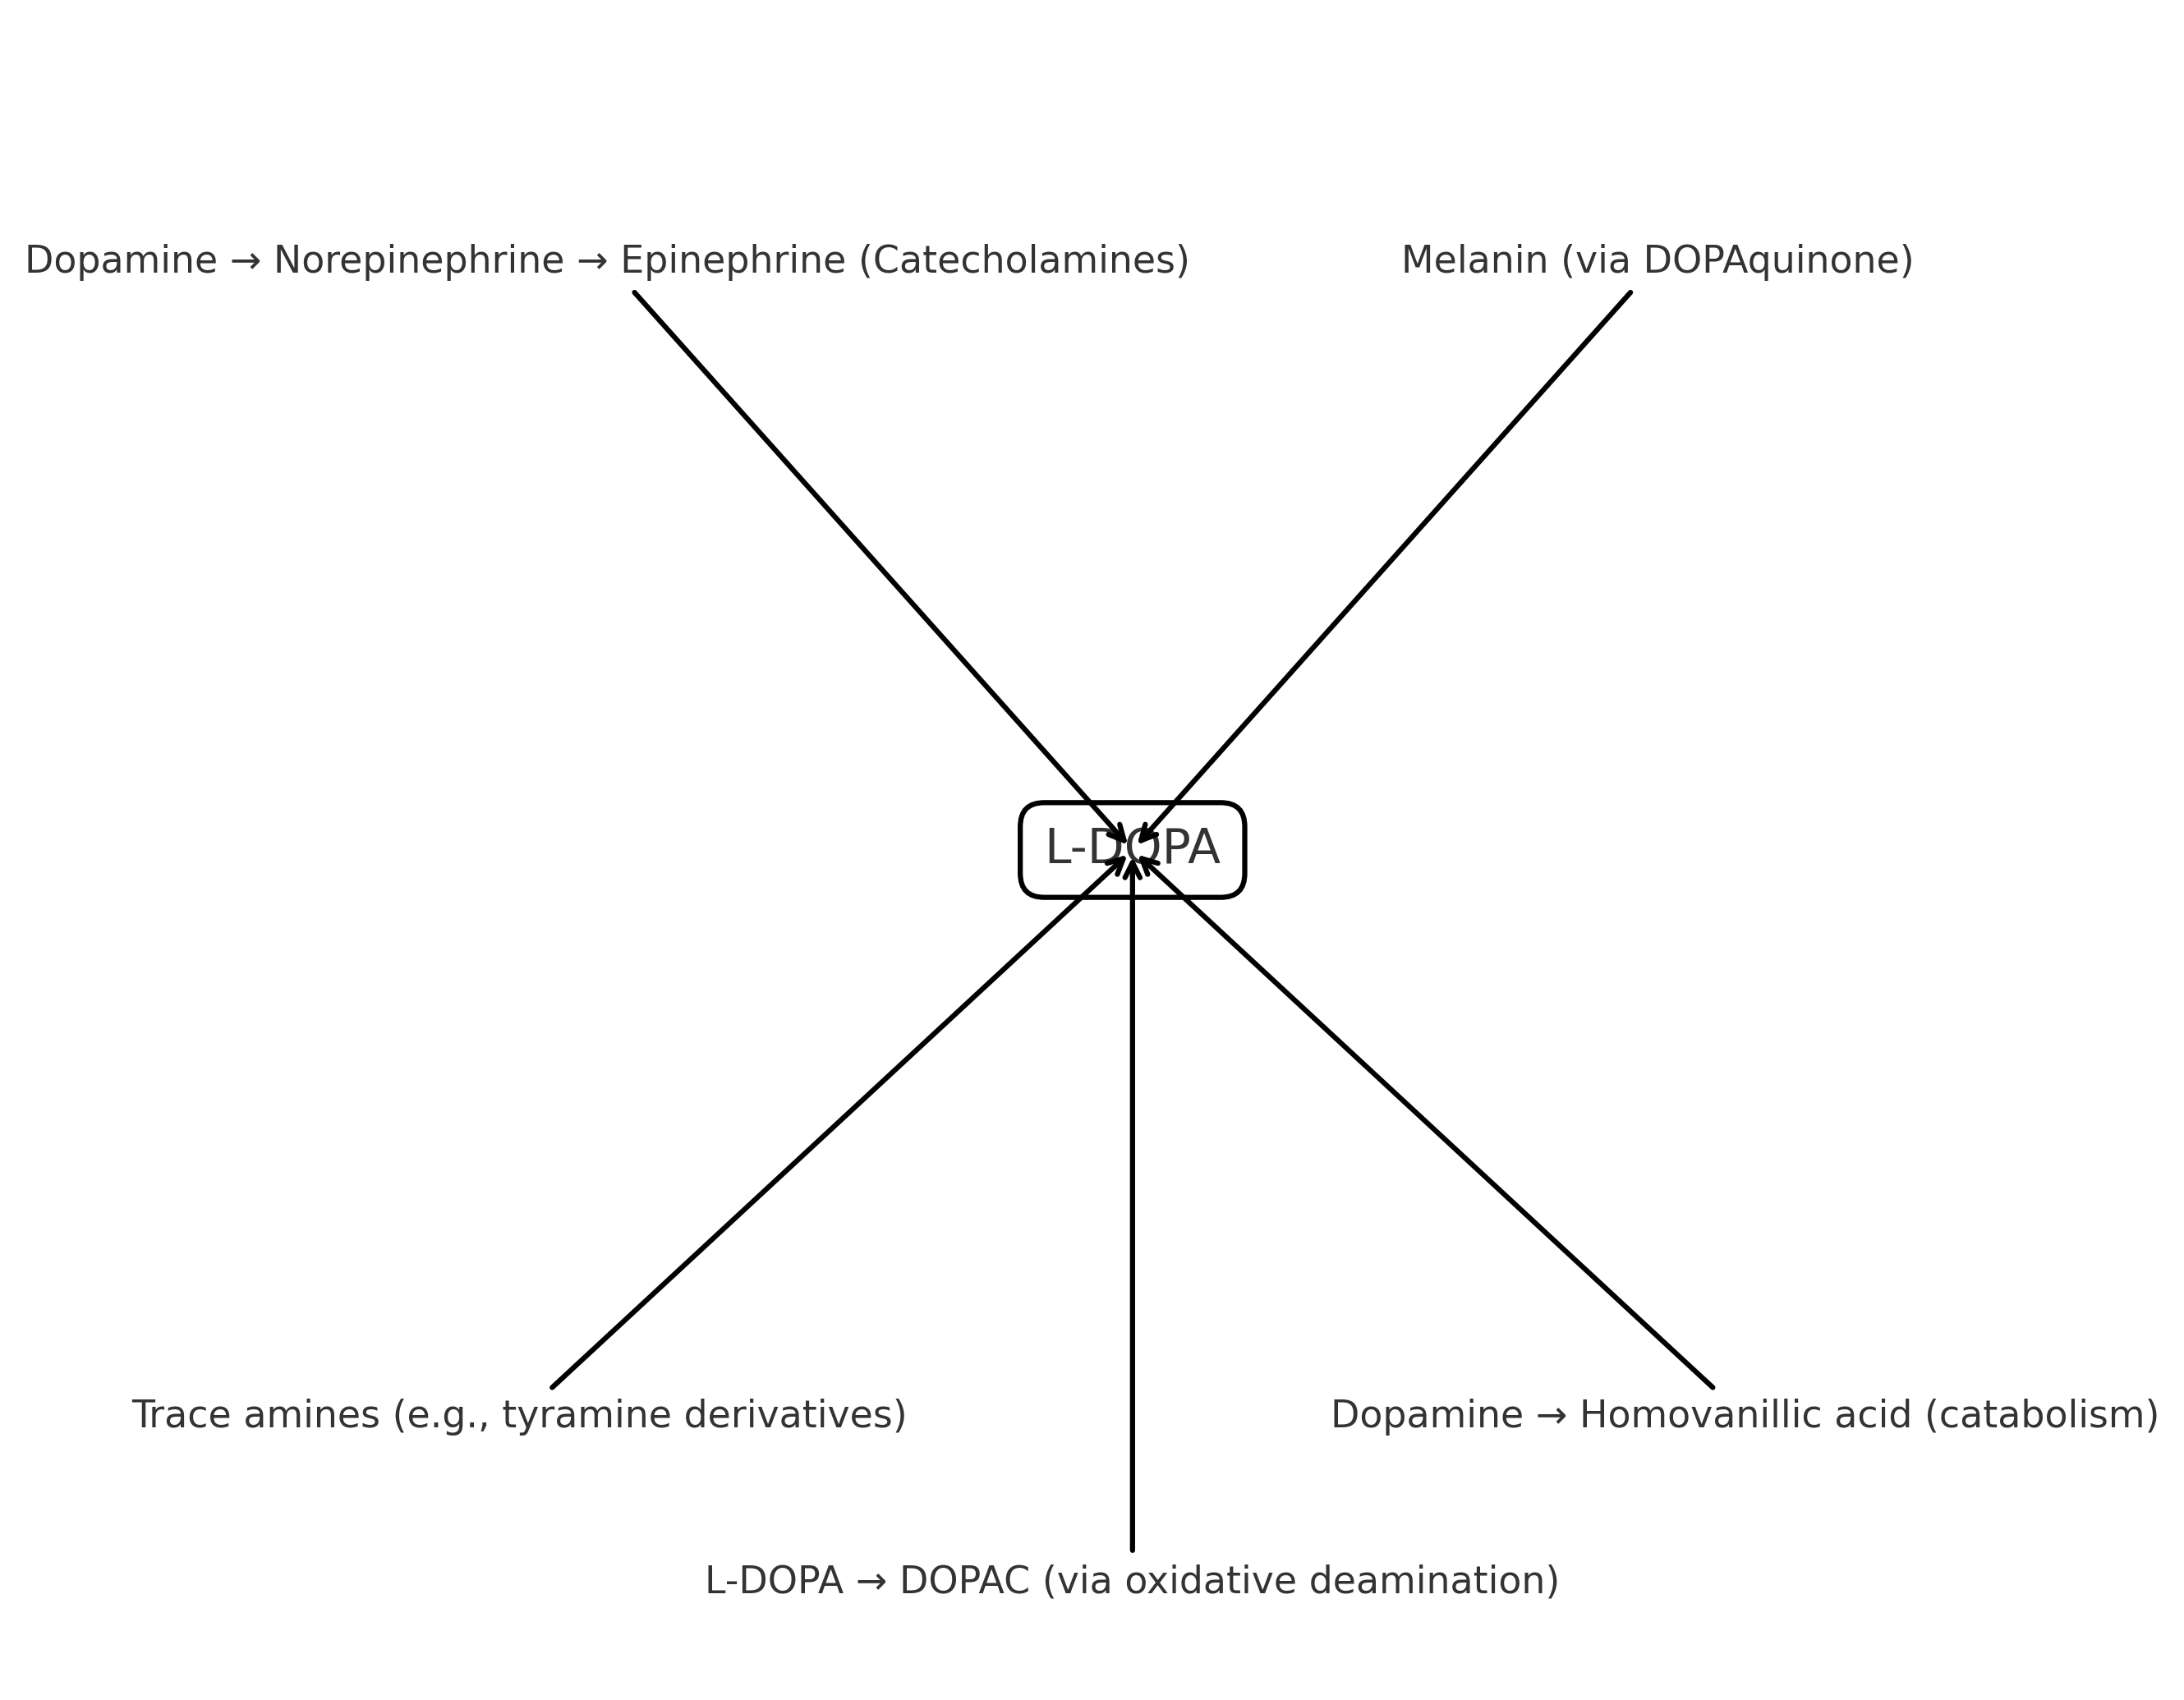 Dopamine → Norepinephrine → Epinephrine (Catecholamines)
Melanin (via DOPAquinone)
L-DOPA
Trace amines (e.g., tyramine derivatives)
Dopamine → Homovanillic acid (catabolism)
L-DOPA → DOPAC (via oxidative deamination)